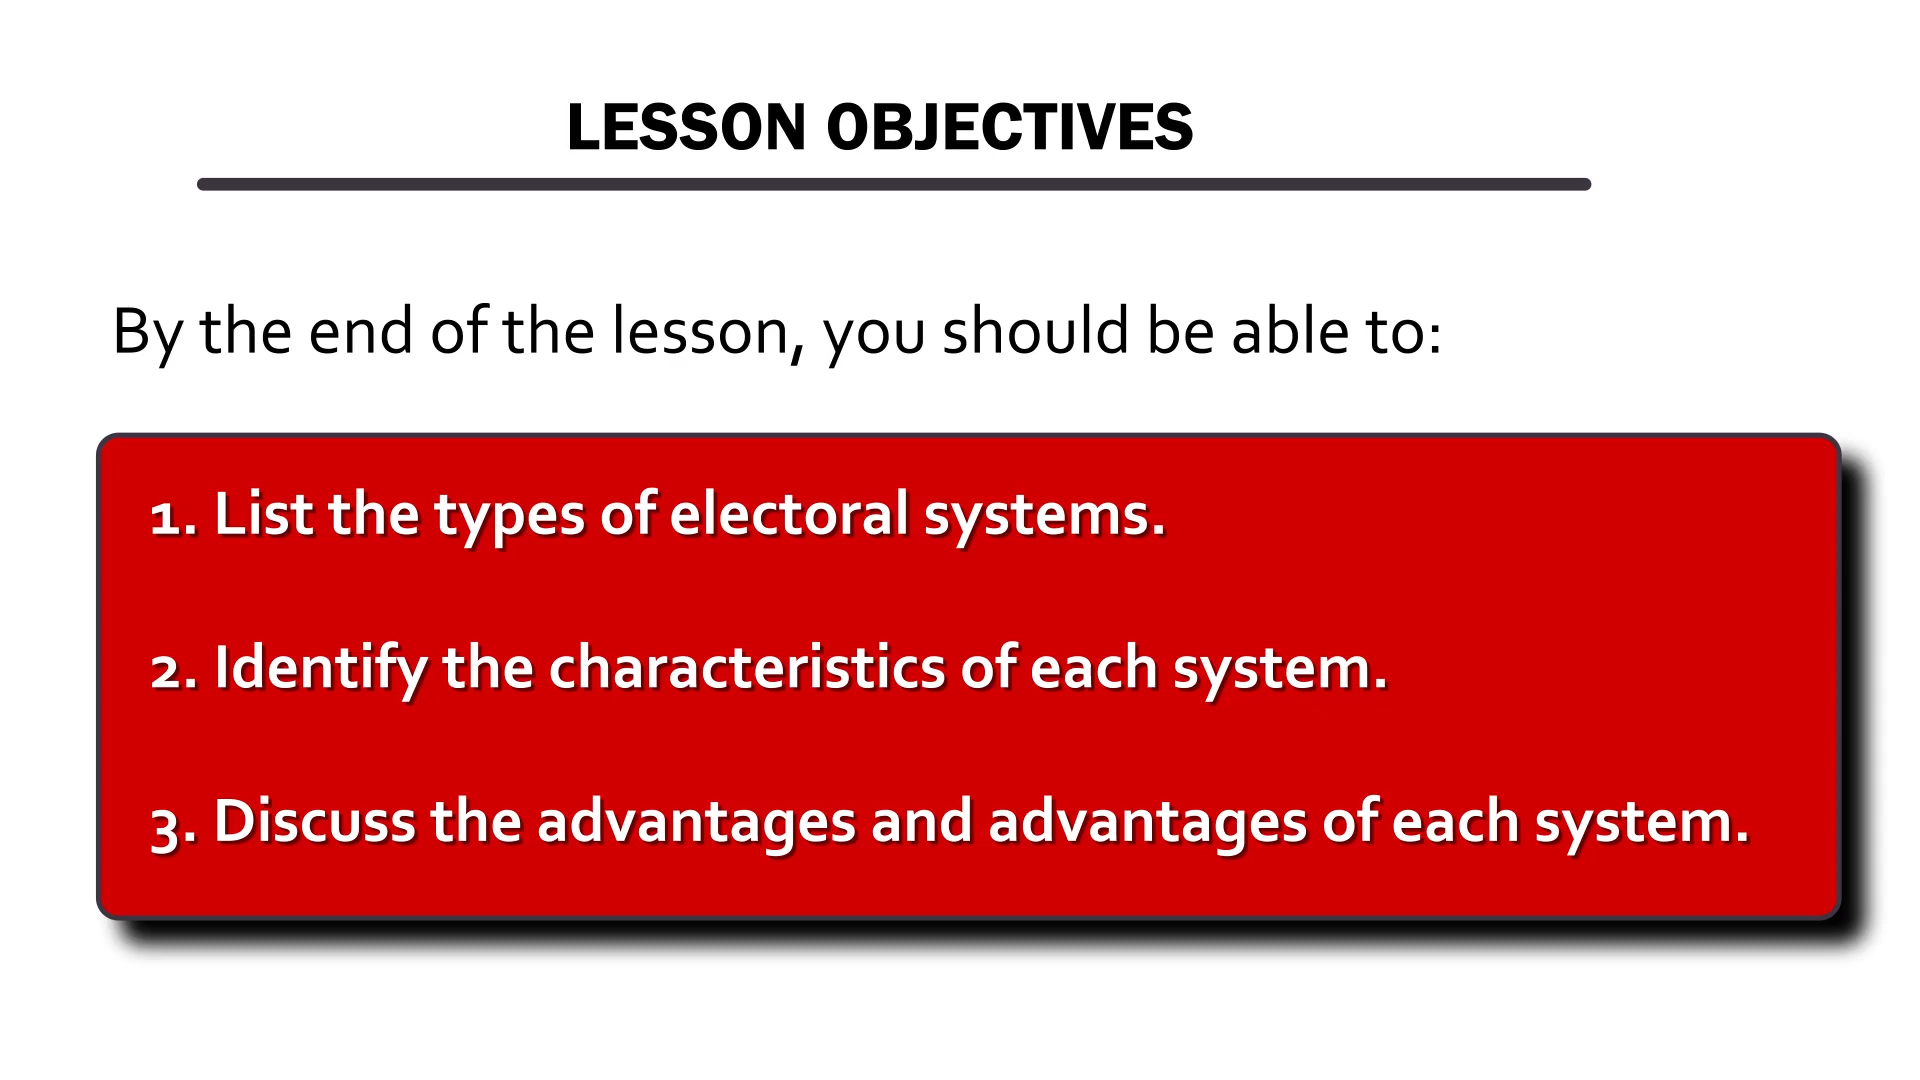 LESSON OBJECTIVES
By the end of the lesson, you should be able to:
1. List the types of electoral systems.
2. Identify the characteristics of each system.
3. Discuss the advantages and advantages of each system.